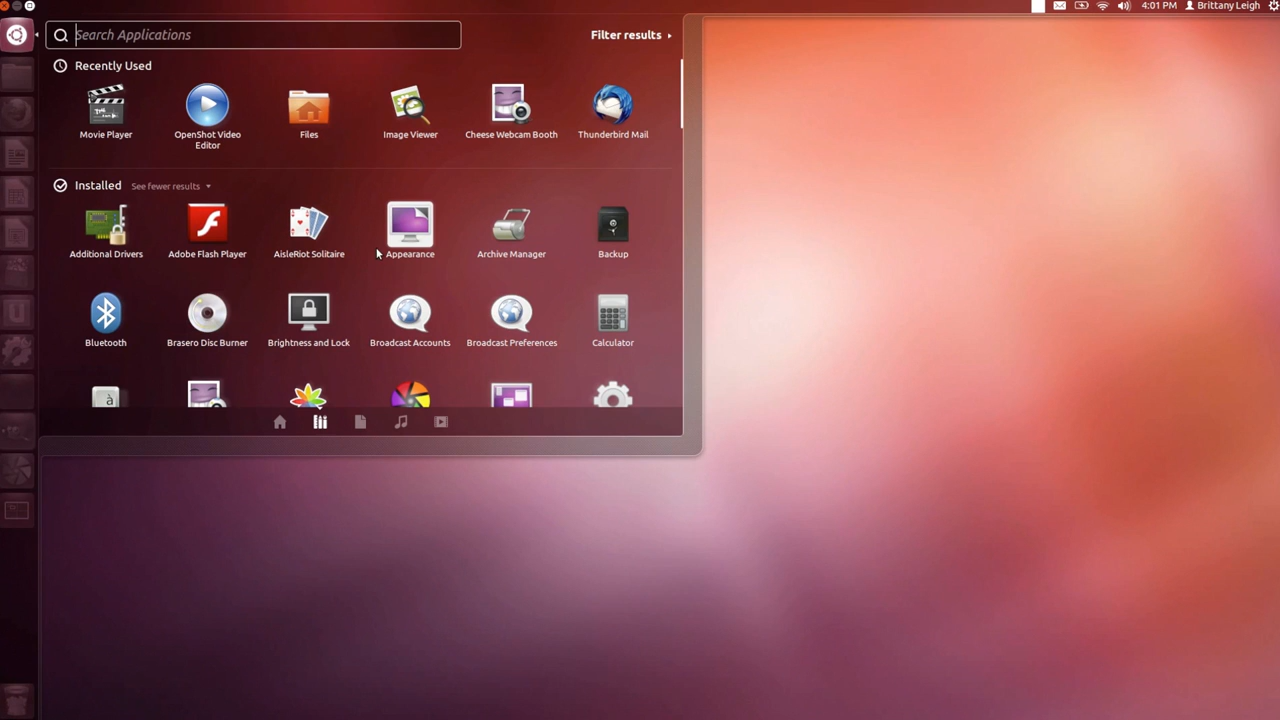 4:01 PM Brittany Leigh
Search Applications
Filter results
Recently Used
Movie Player
OpenShot Video
Editor
Files
Image Viewer
Cheese Webcam Booth
Thunderbird Mail
Installed See fewer results
Additional Drivers
Adobe Flash Player
AisleRiot Solitaire
Appearance
Archive Manager
Backup
Bluetooth
Brasero Disc Burner
Brightness and Lock
Broadcast Accounts
Broadcast Preferences
Calculator
à